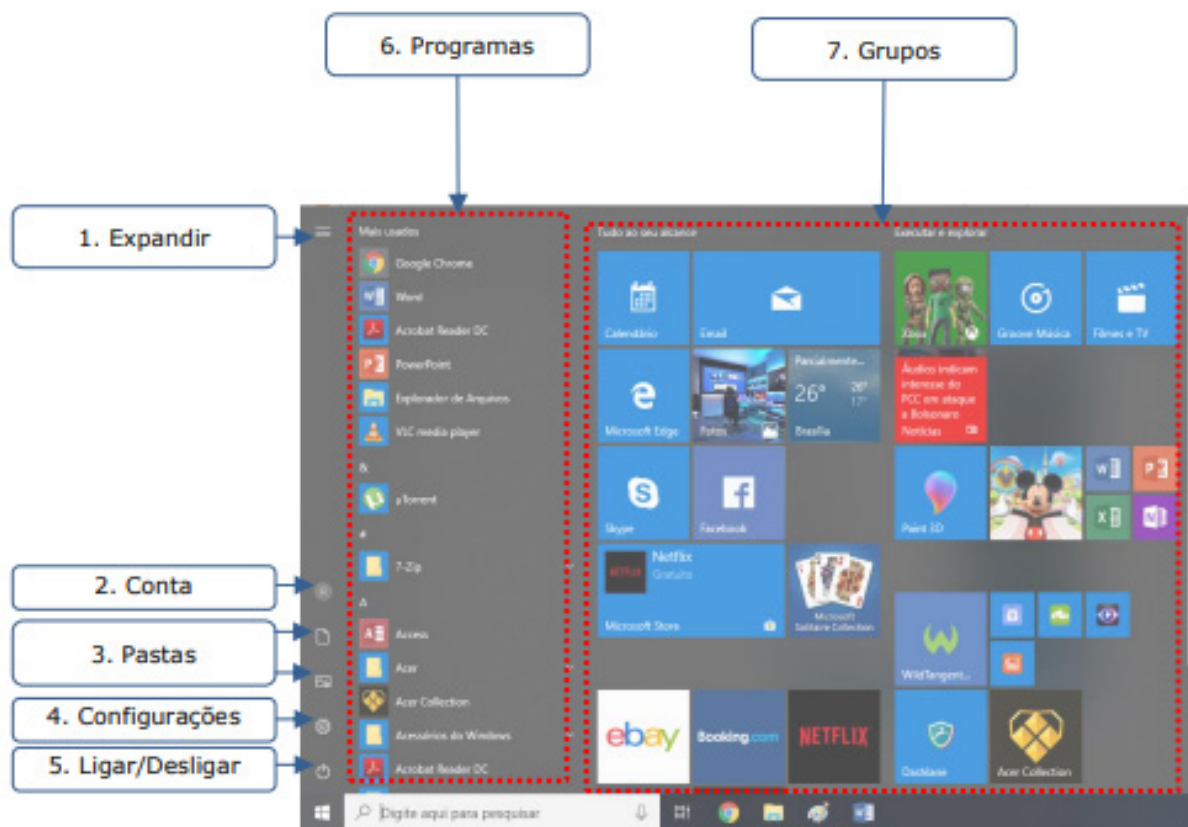 6. Programas
7. Grupos
1. Expandir
2. Conta
3. Pastas
4. Configurações
5. Ligar/Desligar
Mais usados
Google Chrome
Word
Acrobat Reader DC
PowerPoint
Explorador de Arquivos
VLC media player
&
µTorrent
#
7-Zip
A
Access
Acer
Acer Collection
Acessórios do Windows
Acrobat Reader DC
Tudo ao seu alcance
Calendário
Email
Microsoft Edge
Fotos
Parcialmente...
26° 26°
17°
Brasília
Skype
Facebook
NETFLIX
Netflix
Gratuito
Microsoft Store
Microsoft
Solitaire Collection
ebay
Booking.com
NETFLIX
Executar e explorar
Xbox
Groove Música
Filmes e TV
Áudios indicam
interesse do
PCC em ataque
a Bolsonaro
Notícias
Paint 3D
WildTangent...
Dashlane
Acer Collection
Digite aqui para pesquisar